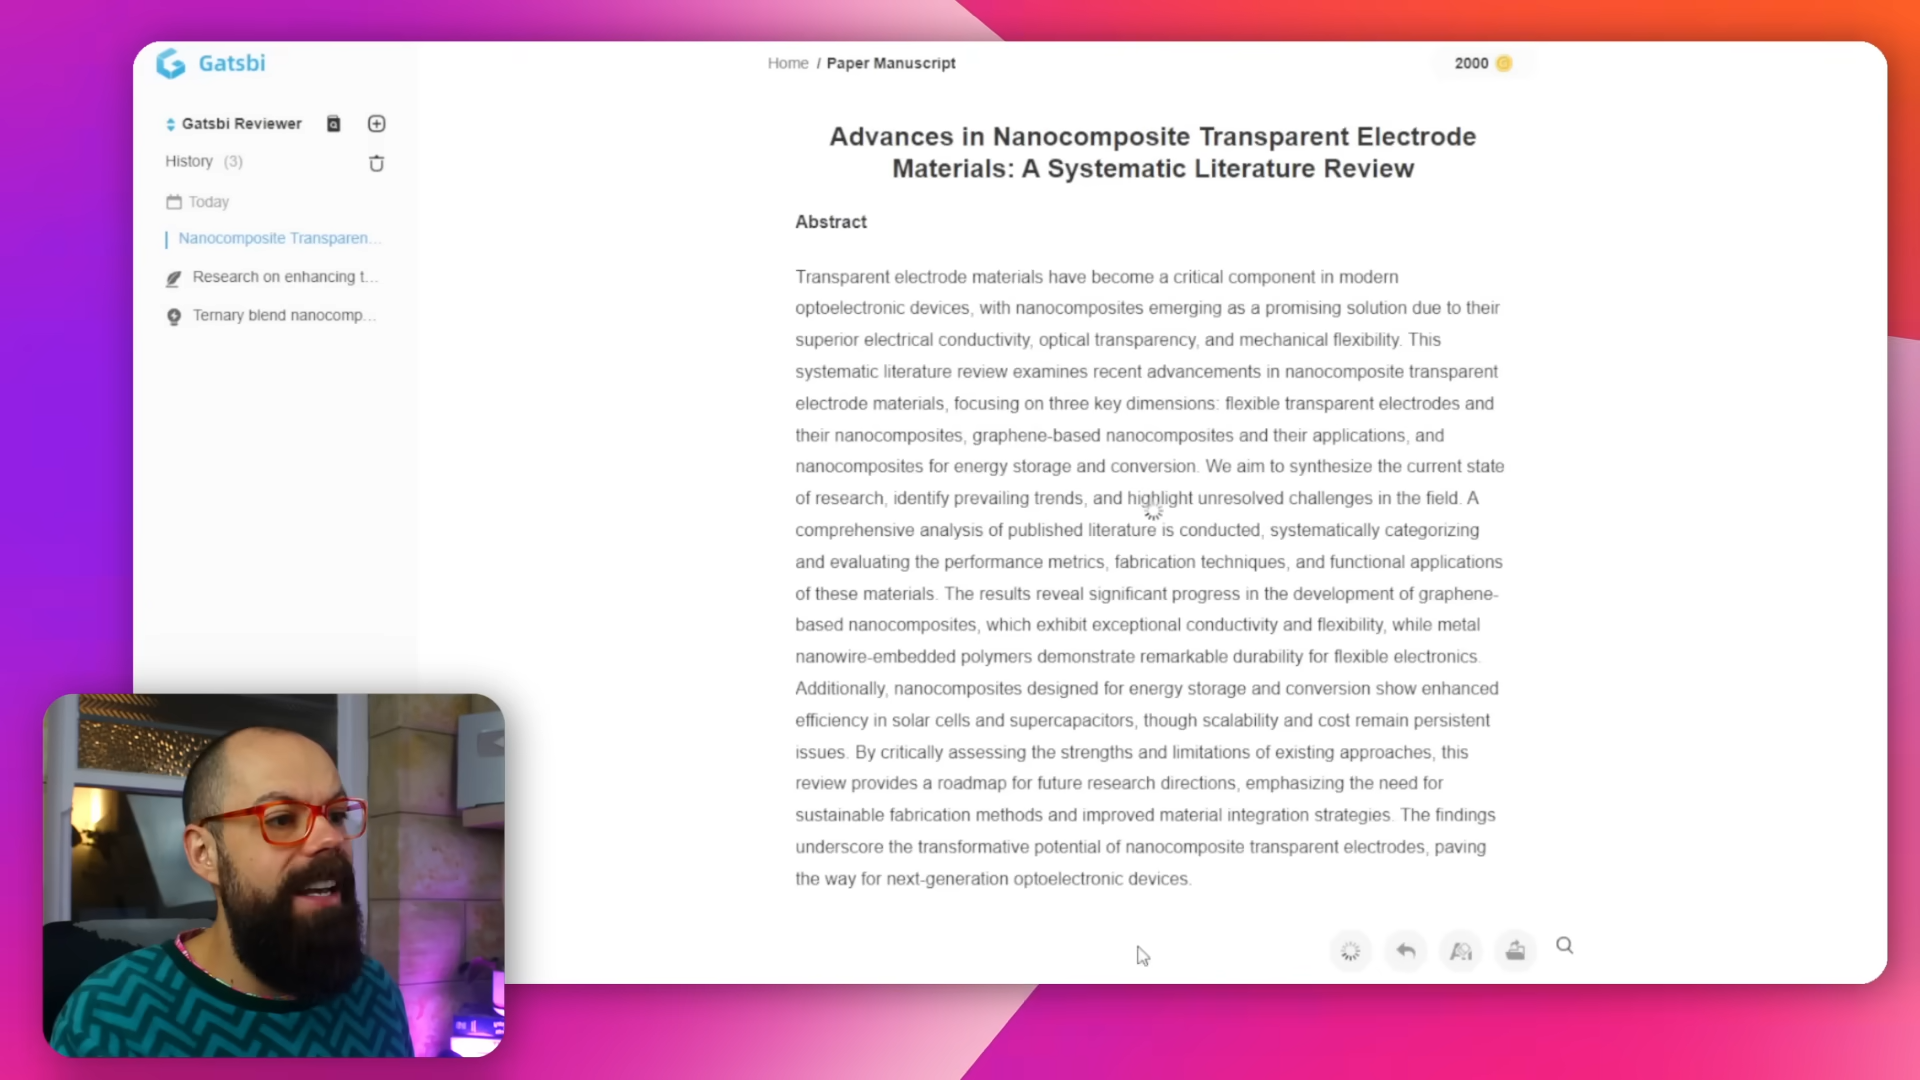 Gatsbi
Home / Paper Manuscript
2000
Gatsbi Reviewer
History (3)
Today
Nanocomposite Transparen...
Research on enhancing t...
Ternary blend nanocomp...
Advances in Nanocomposite Transparent Electrode
Materials: A Systematic Literature Review
Abstract
Transparent electrode materials have become a critical component in modern
optoelectronic devices, with nanocomposites emerging as a promising solution due to their
superior electrical conductivity, optical transparency, and mechanical flexibility. This
systematic literature review examines recent advancements in nanocomposite transparent
electrode materials, focusing on three key dimensions: flexible transparent electrodes and
their nanocomposites, graphene-based nanocomposites and their applications, and
nanocomposites for energy storage and conversion. We aim to synthesize the current state
of research, identify prevailing trends, and highlight unresolved challenges in the field. A
comprehensive analysis of published literature is conducted, systematically categorizing
and evaluating the performance metrics, fabrication techniques, and functional applications
of these materials. The results reveal significant progress in the development of graphene-
based nanocomposites, which exhibit exceptional conductivity and flexibility, while metal
nanowire-embedded polymers demonstrate remarkable durability for flexible electronics.
Additionally, nanocomposites designed for energy storage and conversion show enhanced
efficiency in solar cells and supercapacitors, though scalability and cost remain persistent
issues. By critically assessing the strengths and limitations of existing approaches, this
review provides a roadmap for future research directions, emphasizing the need for
sustainable fabrication methods and improved material integration strategies. The findings
underscore the transformative potential of nanocomposite transparent electrodes, paving
the way for next-generation optoelectronic devices.